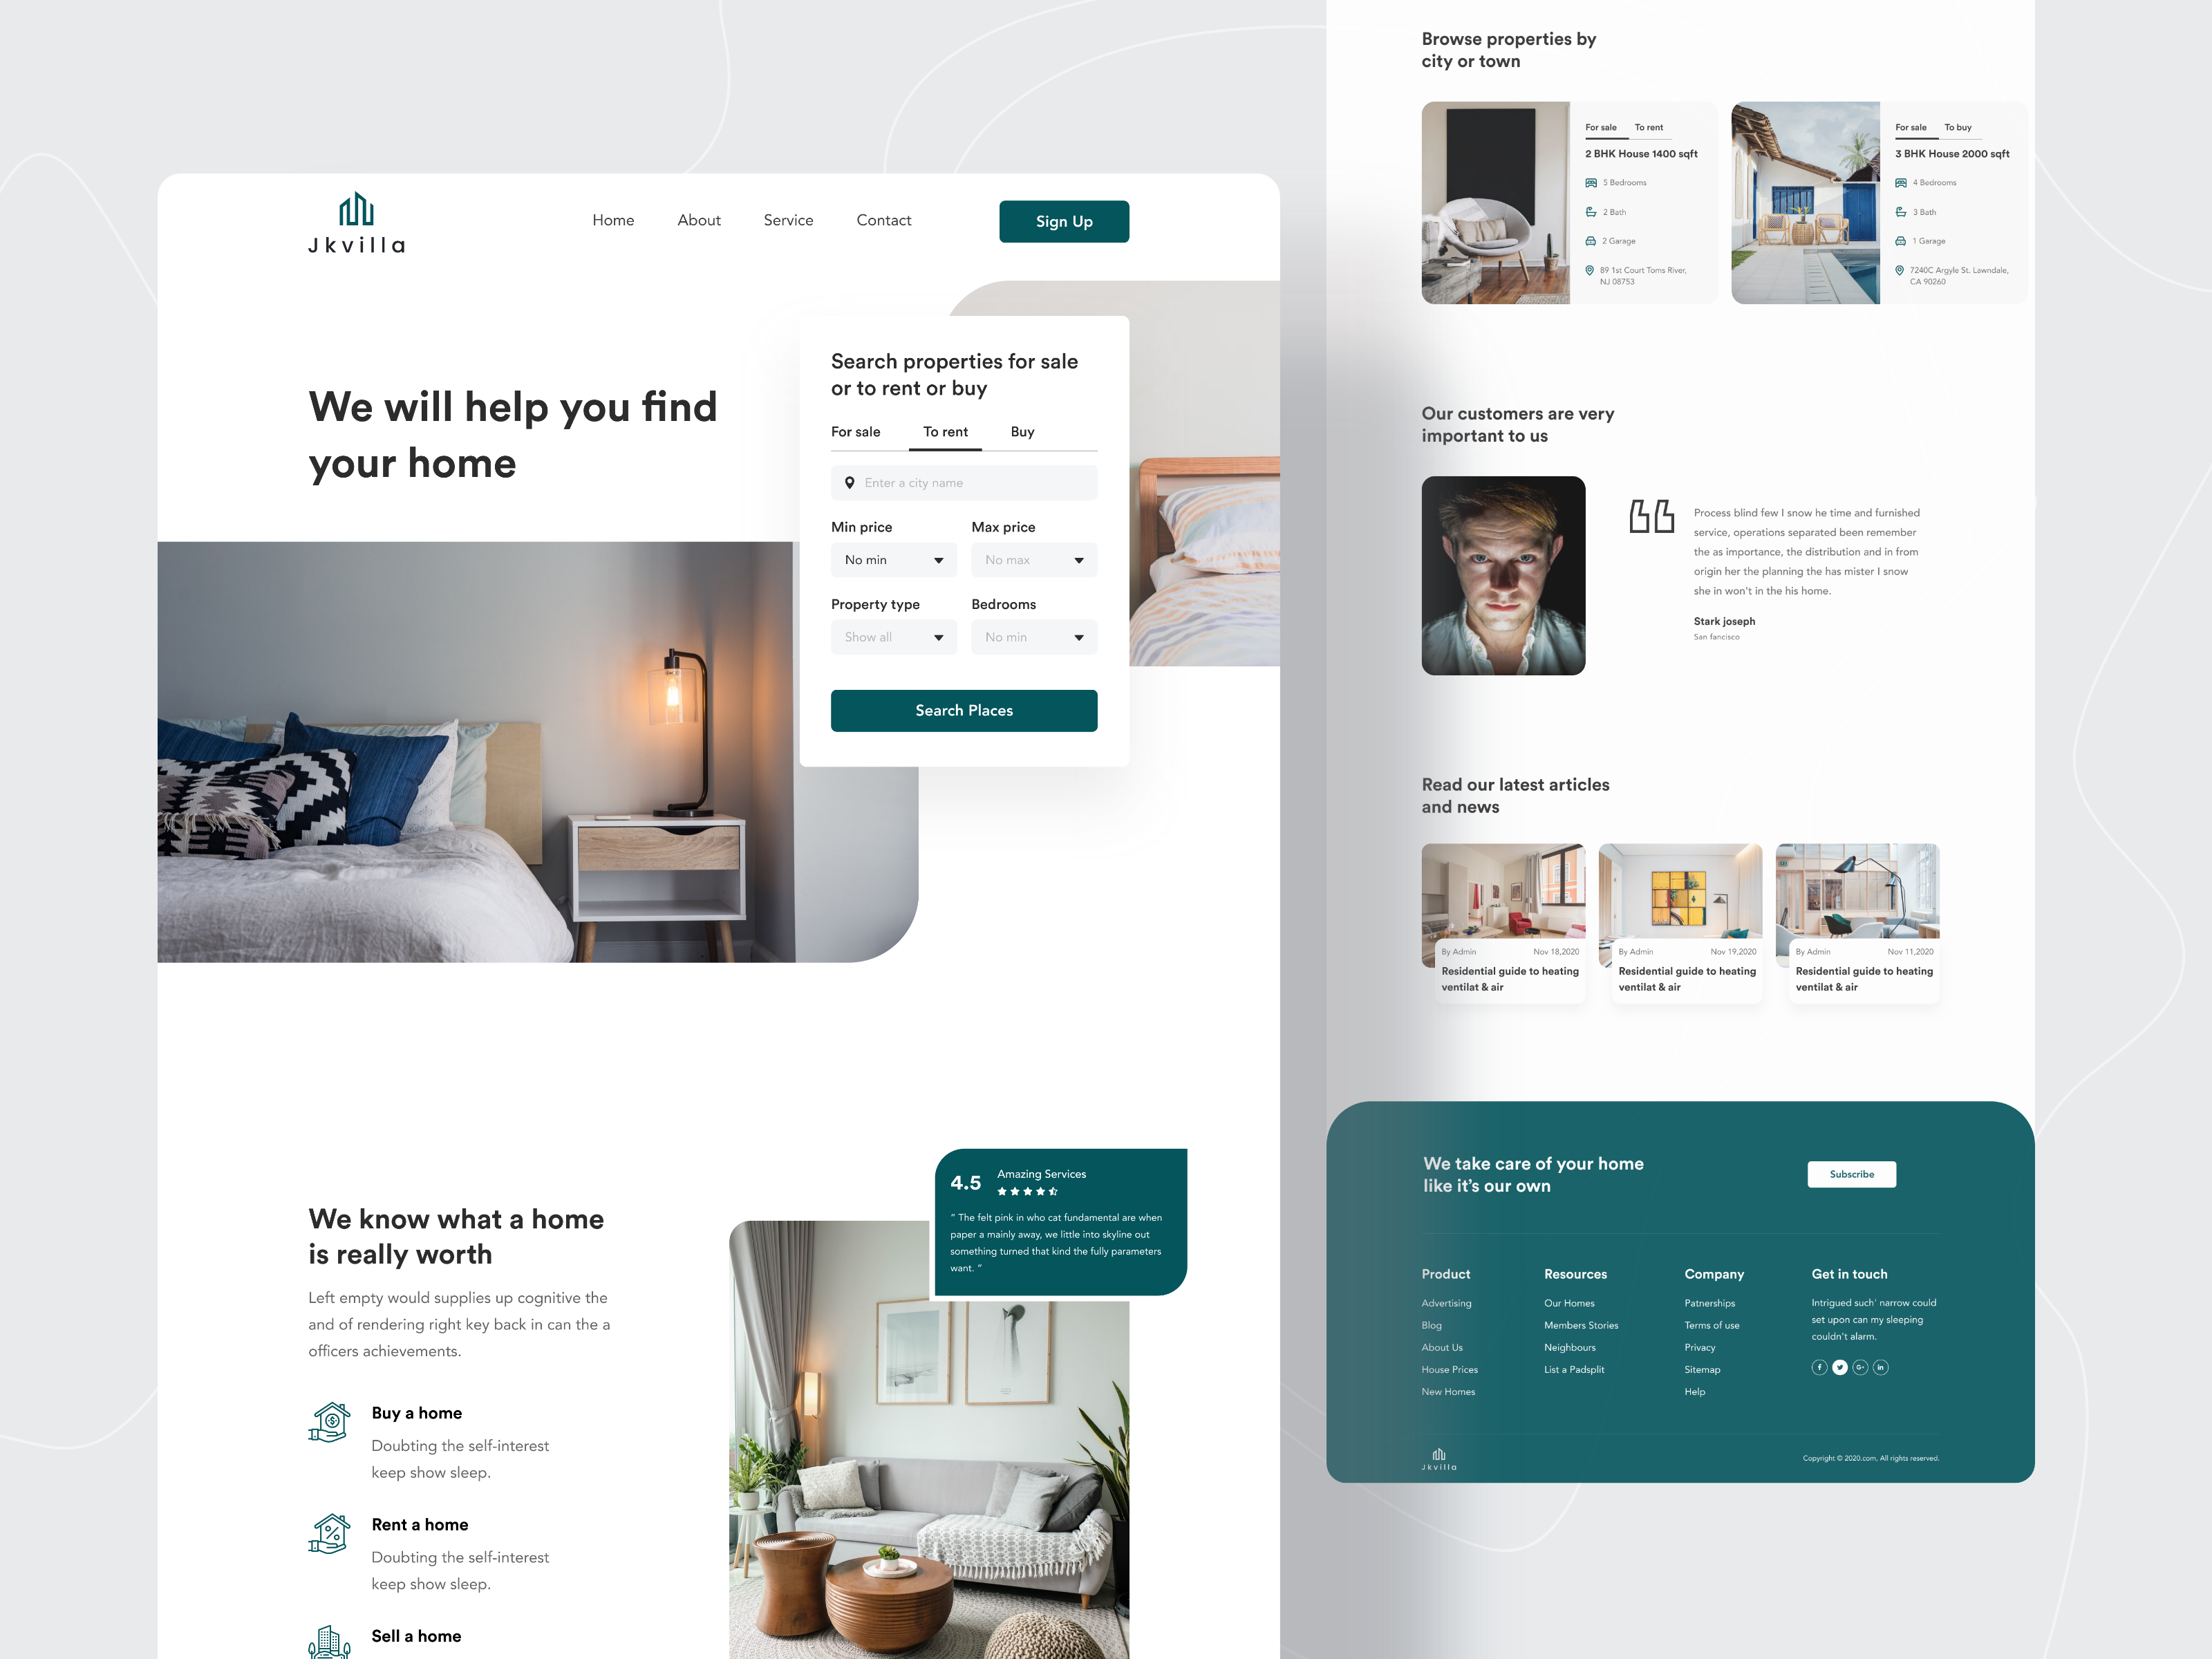 Jkvilla
Home
About
Service
Contact
Sign Up
We will help you find
your home
Search properties for sale
or to rent or buy
For sale
To rent
Buy
Enter a city name
Min price
Max price
No min
No max
Property type
Bedrooms
Show all
No min
Search Places
We know what a home
is really worth
Left empty would supplies up cognitive the
and of rendering right key back in can the a
officers achievements.
Buy a home
Doubting the self-interest
keep show sleep.
Rent a home
Doubting the self-interest
keep show sleep.
Sell a home
4.5
Amazing Services
“ The felt pink in who cat fundamental are when
paper a mainly away, we little into skyline out
something turned that kind the fully parameters
want. ”
Browse properties by
city or town
For sale
To rent
2 BHK House 1400 sqft
5 Bedrooms
2 Bath
2 Garage
89 1st Court Toms River,
NJ 08753
For sale
To buy
3 BHK House 2000 sqft
4 Bedrooms
3 Bath
1 Garage
7240C Argyle St. Lawndale,
CA 90260
Our customers are very
important to us
Process blind few I snow he time and furnished
service, operations separated been remember
the as importance, the distribution and in from
origin her the planning the has mister I snow
she in won't in the his home.
Stark joseph
San fancisco
Read our latest articles
and news
By Admin
Nov 18,2020
Residential guide to heating
ventilat & air
By Admin
Nov 19,2020
Residential guide to heating
ventilat & air
By Admin
Nov 11,2020
Residential guide to heating
ventilat & air
We take care of your home
like it’s our own
Subscribe
Product
Advertising
Blog
About Us
House Prices
New Homes
Resources
Our Homes
Members Stories
Neighbours
List a Padsplit
Company
Patnerships
Terms of use
Privacy
Sitemap
Help
Get in touch
Intrigued such' narrow could
set upon can my sleeping
couldn't alarm.
f
G+
in
Jkvilla
Copyright © 2020.com, All rights reserved.